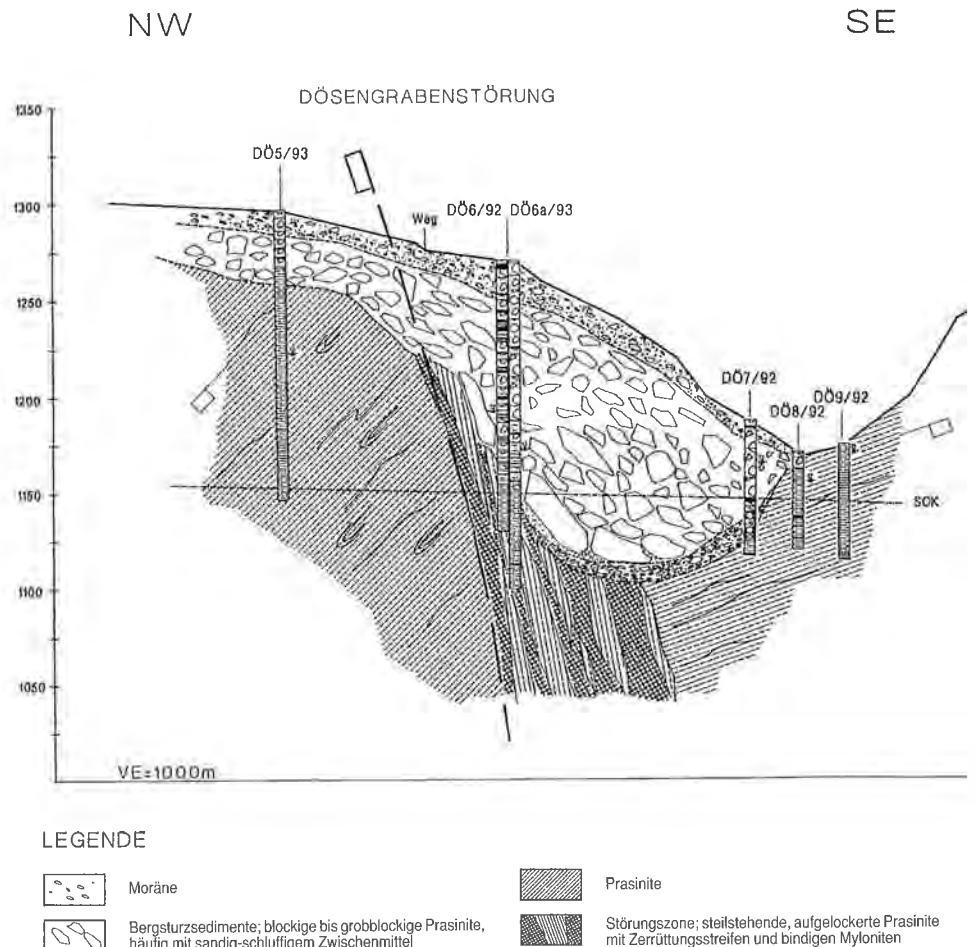 NW
SE
DÖSENGRABENSTÖRUNG
1350
DÖ5/93
1300
Weg
DÖ6/92 DÖ6a/93
1250
1200
DÖ7/92
DÖ8/92
DÖ9/92
1150
SOK
1100
1050
VE=1000m
LEGENDE
Moräne
Prasinite
Bergsturzsedimente; blockige bis grobblockige Prasinite,
häufig mit sandig-schluffigem Zwischenmittel
Störungszone; steilstehende, aufgelockerte Prasinite
mit Zerrüttungsstreifen und bindigen Myloniten